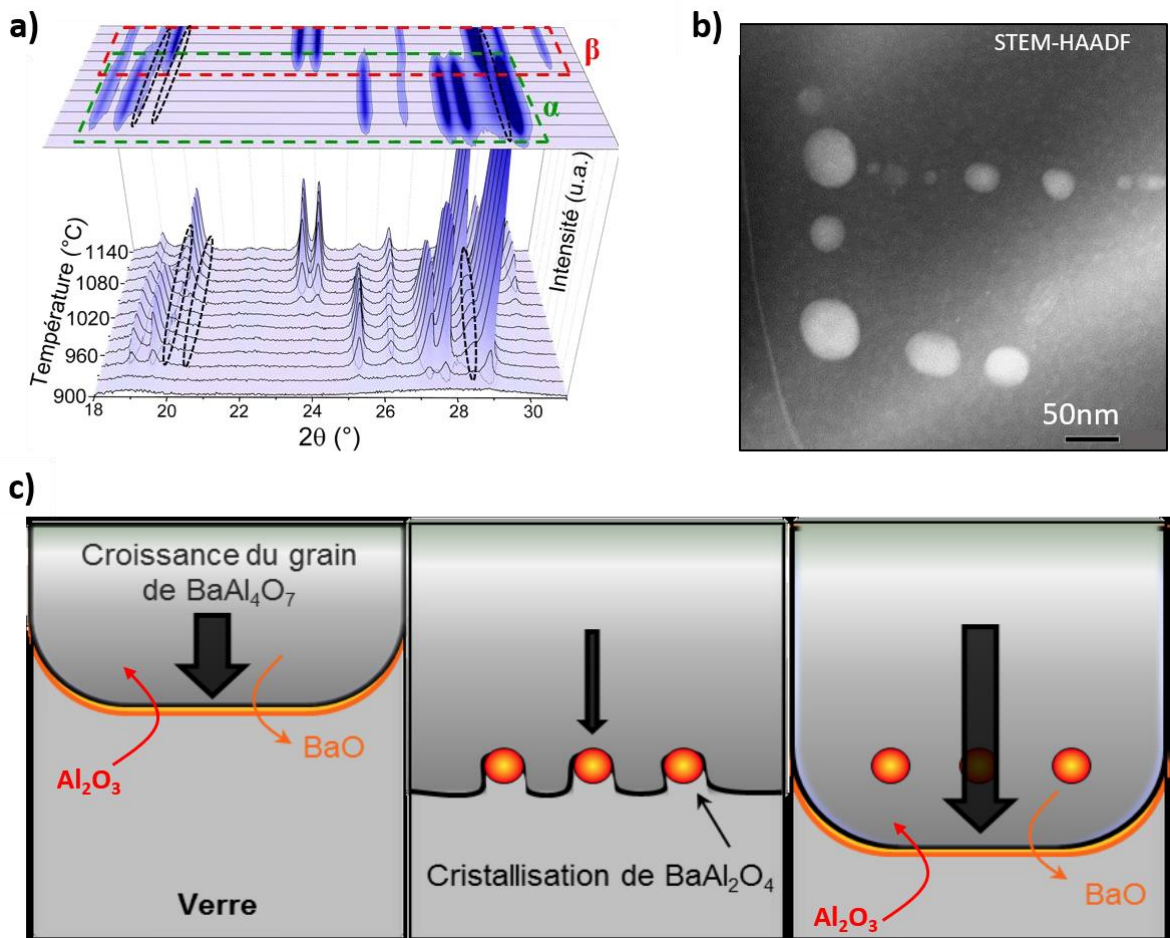 a)
β
α
Intensité (u.a.)
Température (°C)
1140
1080
1020
960
900
18 20 22 24 26 28 30
2θ (°)
b)
STEM-HAADF
50nm
c)
Croissance du grain
de BaAl₄O₇
BaO
Al₂O₃
Verre
Cristallisation de BaAl₂O₄
BaO
Al₂O₃